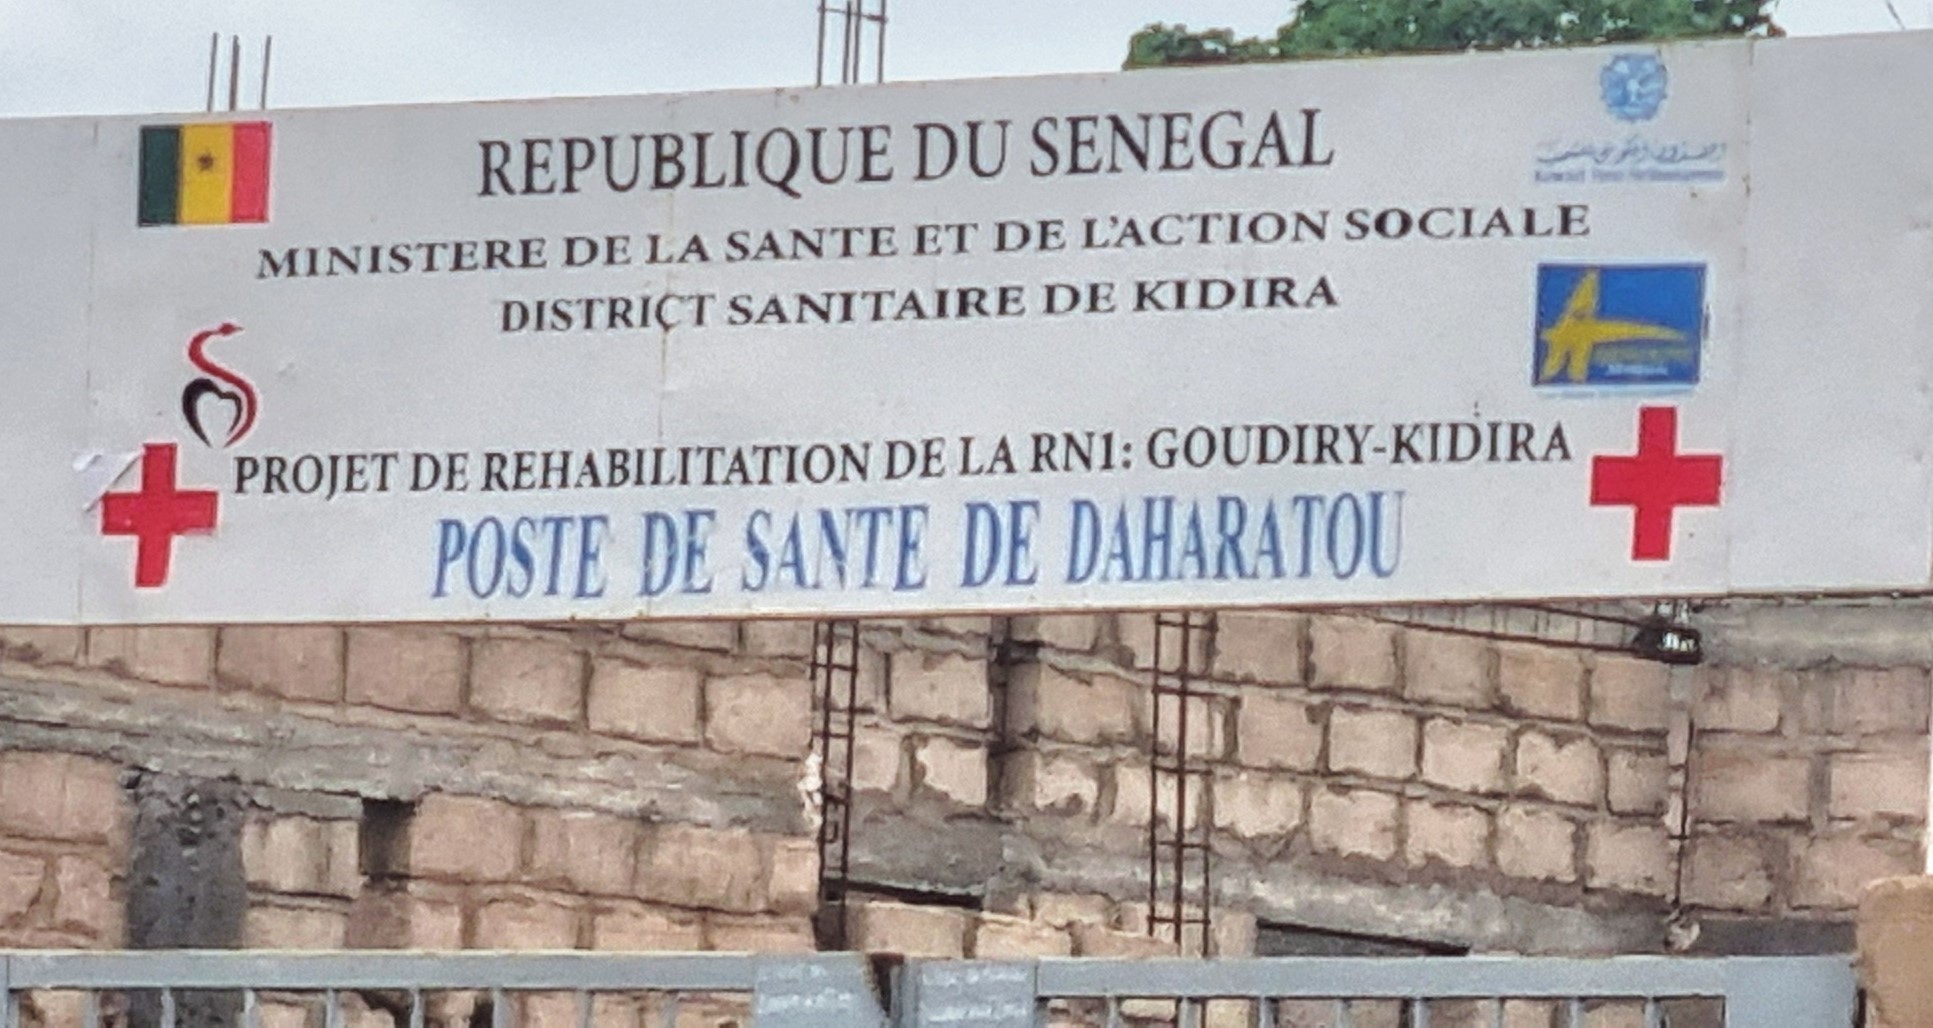 REPUBLIQUE DU SENEGAL
MINISTERE DE LA SANTE ET DE L'ACTION SOCIALE
DISTRICT SANITAIRE DE KIDIRA
PROJET DE REHABILITATION DE LA RN1: GOUDIRY-KIDIRA
POSTE DE SANTE DE DAHARATOU